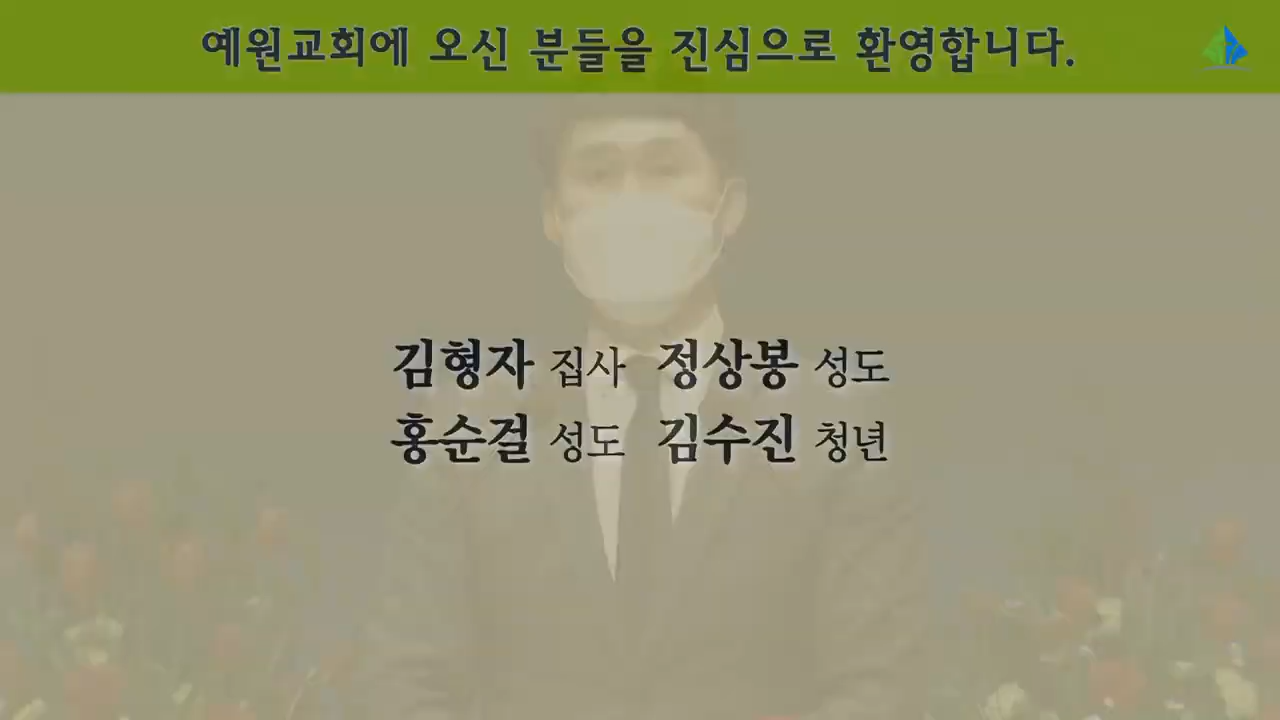 예원교회에 오신 분들을 진심으로 환영합니다.
김형자 집사 정상봉 성도
홍순걸 성도 김수진 청년